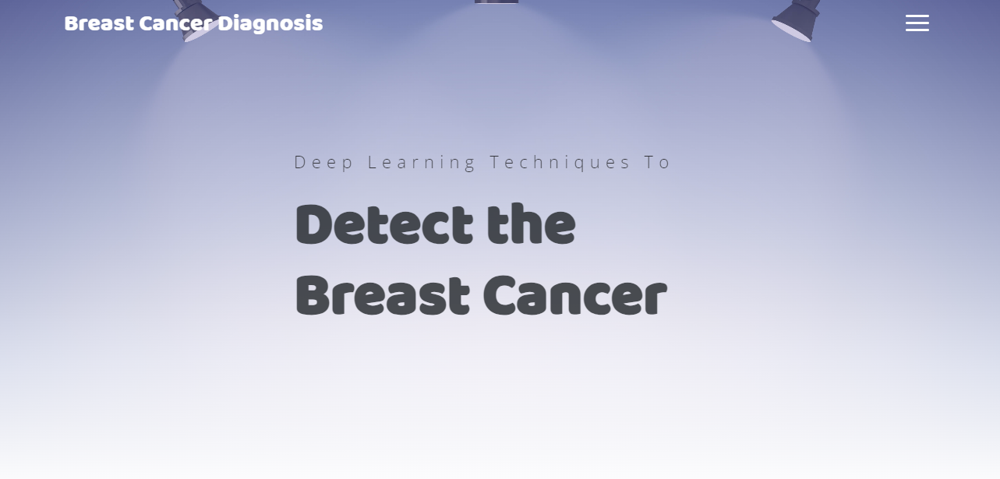 Breast Cancer Diagnosis
Deep Learning Techniques To
Detect the
Breast Cancer